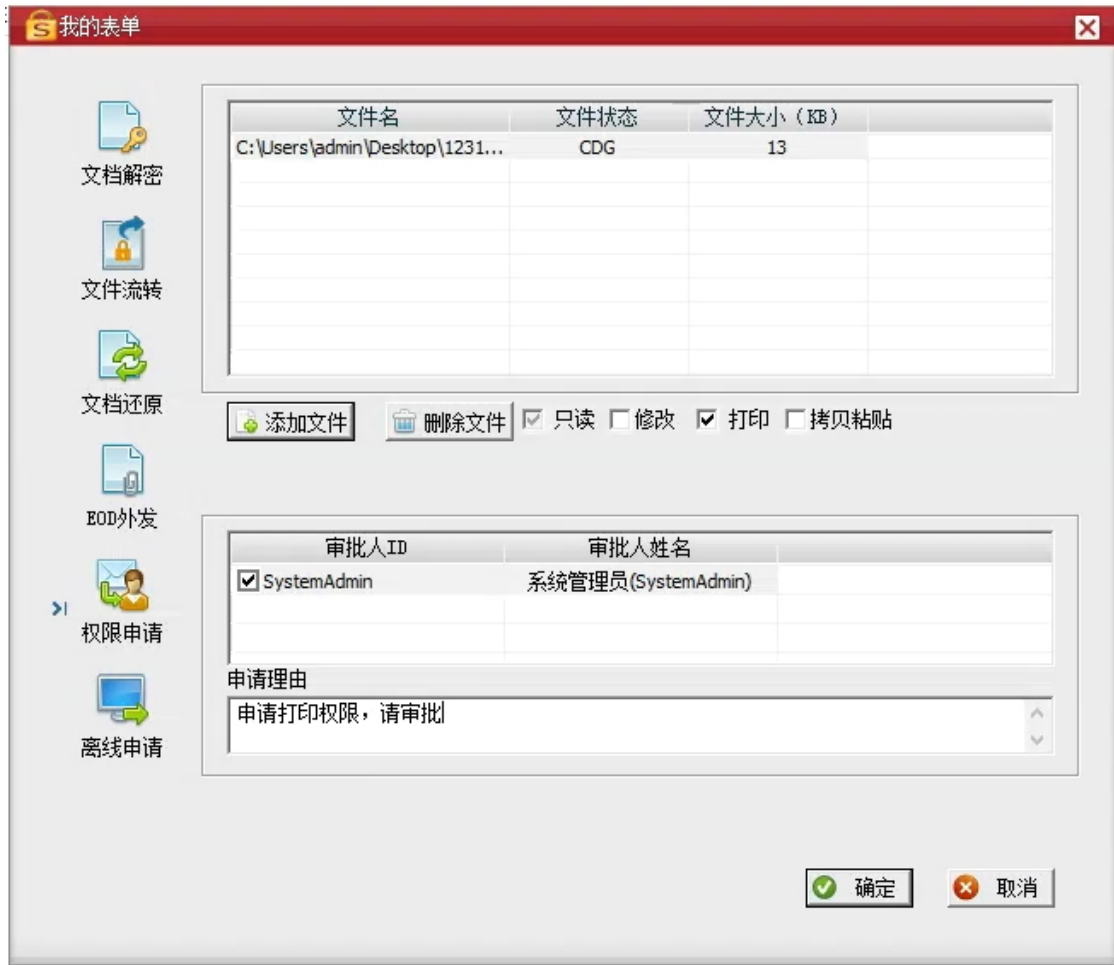 我的表单
文档解密
文件流转
文档还原
EOD外发
权限申请
离线申请
文件名 文件状态 文件大小（KB）
C:\Users\admin\Desktop\1231... CDG 13
添加文件 删除文件 只读 修改 打印 拷贝粘贴
审批人ID 审批人姓名
SystemAdmin 系统管理员(SystemAdmin)
申请理由
申请打印权限，请审批
确定 取消